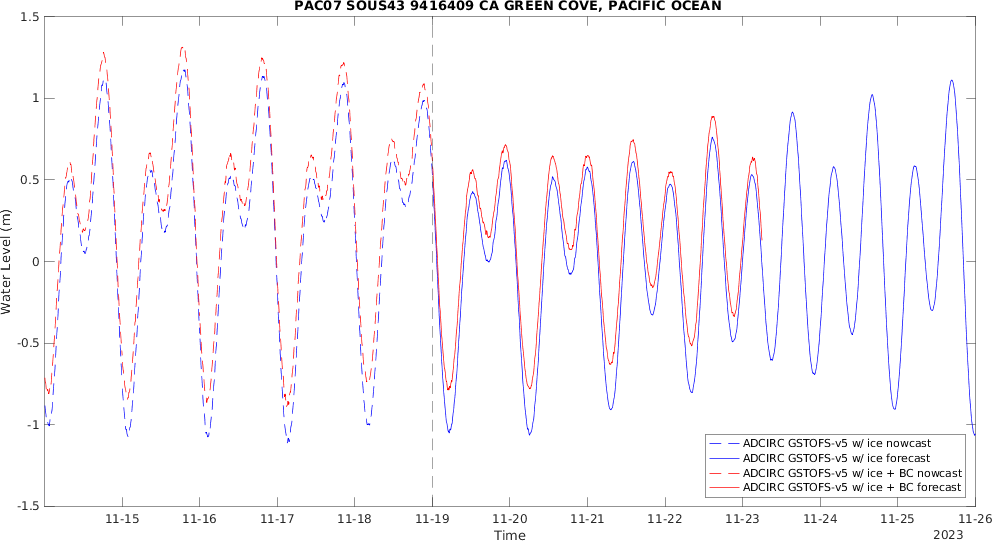 PAC07 SOUS43 9416409 CA GREEN COVE, PACIFIC OCEAN
1.5
1
0.5
0
-0.5
-1
-1.5
Water Level (m)
ADCIRC GSTOFS-v5 w/ ice nowcast
ADCIRC GSTOFS-v5 w/ ice forecast
ADCIRC GSTOFS-v5 w/ ice + BC nowcast
ADCIRC GSTOFS-v5 w/ ice + BC forecast
11-15 11-16 11-17 11-18 11-19 11-20 11-21 11-22 11-23 11-24 11-25 11-26
Time
2023